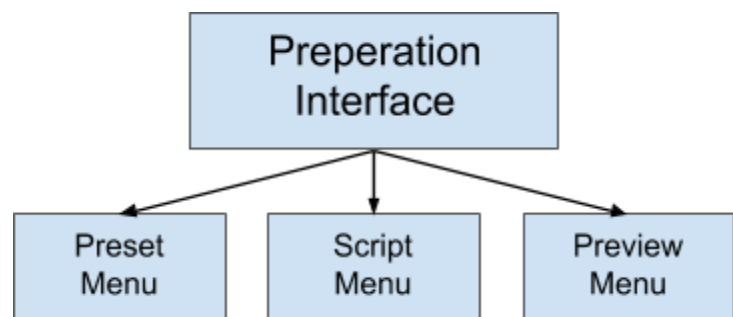 Preperation
Interface
Preset
Menu
Script
Menu
Preview
Menu